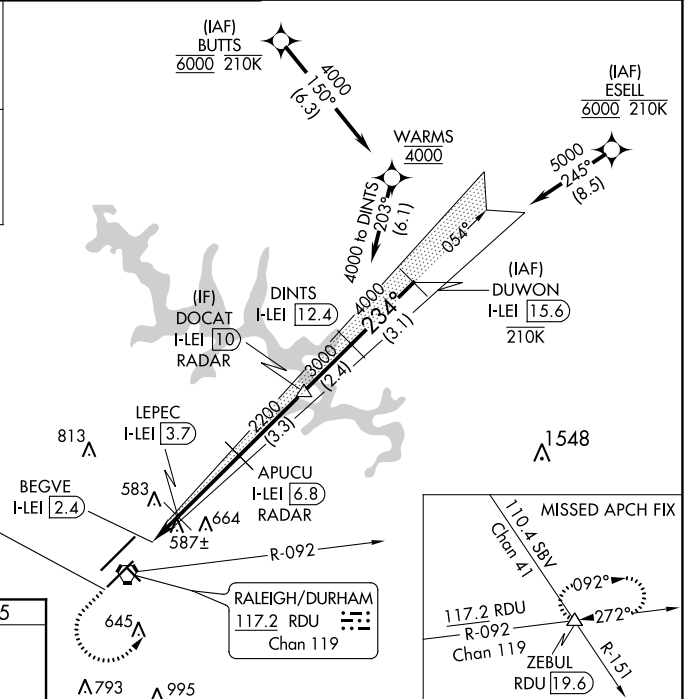 (IAF)
BUTTS
6000 210K
4000
150°
(6.3)
(IAF)
ESELL
6000 210K
5000
245°
(8.5)
WARMS
4000
4000 to DINTS
203°
(6.1)
054°
(IAF)
DUWON
I-LEI 15.6
210K
DINTS
I-LEI 12.4
4000
234°
(3.1)
(IF)
DOCAT
I-LEI 10
RADAR
3000
(2.4)
2200
(3.3)
LEPEC
I-LEI 3.7
APUCU
I-LEI 6.8
RADAR
813
1548
BEGVE
I-LEI 2.4
583
664
587±
R-092
RALEIGH/DURHAM
117.2 RDU
Chan 119
5
645
793
995
MISSED APCH FIX
110.4 SBV
Chan 41
092°
272°
117.2 RDU
R-092
Chan 119
ZEBUL
RDU 19.6
R-151